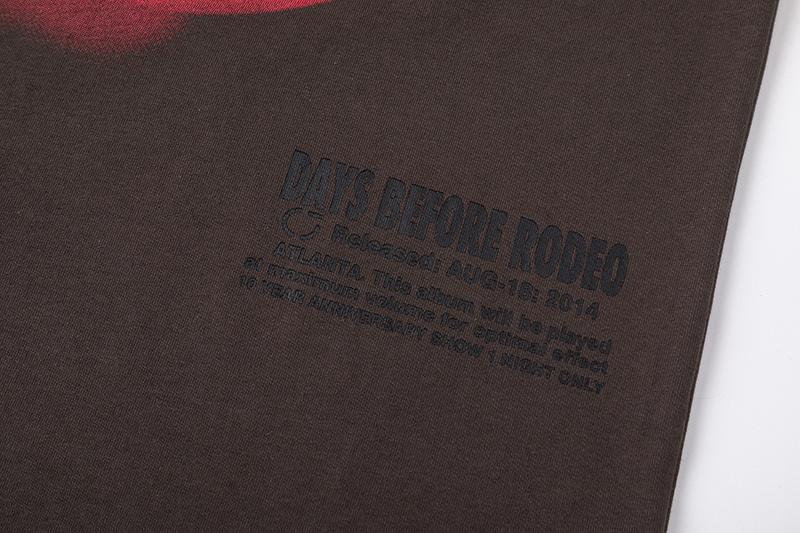 DAYS BEFORE RODEO
Released: AUG-18: 2014
ATLANTA. This album will be played
at maximum volume for optimal effect
10 YEAR ANNIVERSARY SHOW 1 NIGHT ONLY